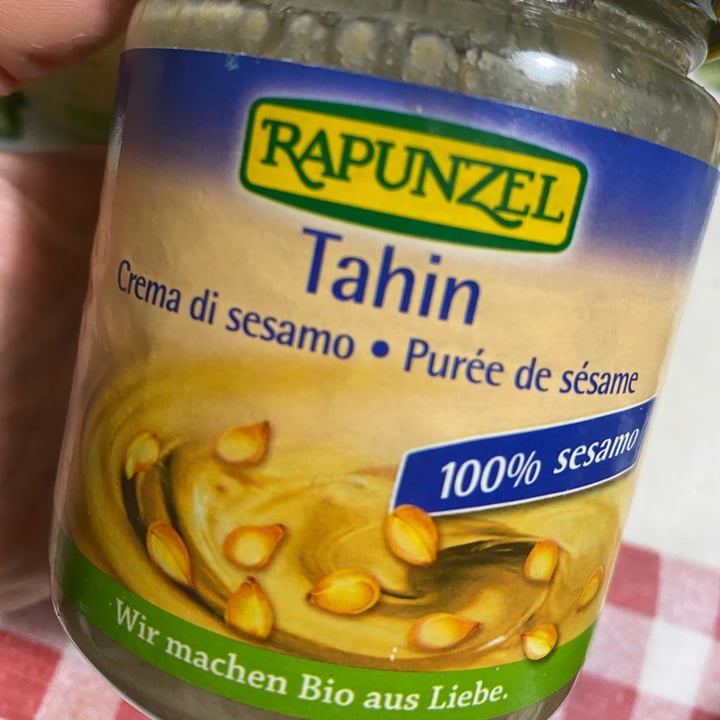 RAPUNZEL
Tahin
Crema di sesamo • Purée de sésame
100% sesamo
Wir machen Bio aus Liebe.